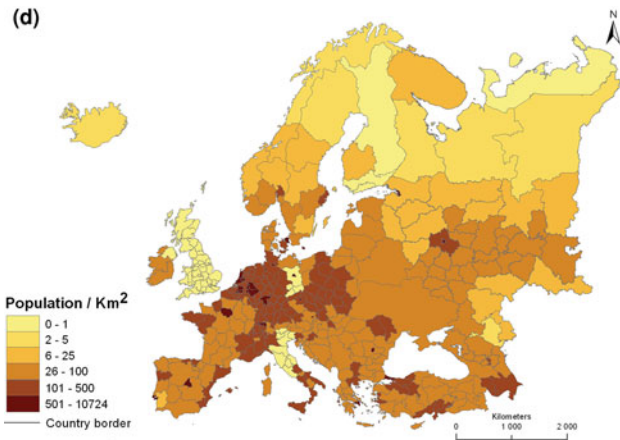 (d)
N
Population / Km2
0 - 1
2 - 5
6 - 25
26 - 100
101 - 500
501 - 10724
Country border
Kilometers
0 1 000 2 000